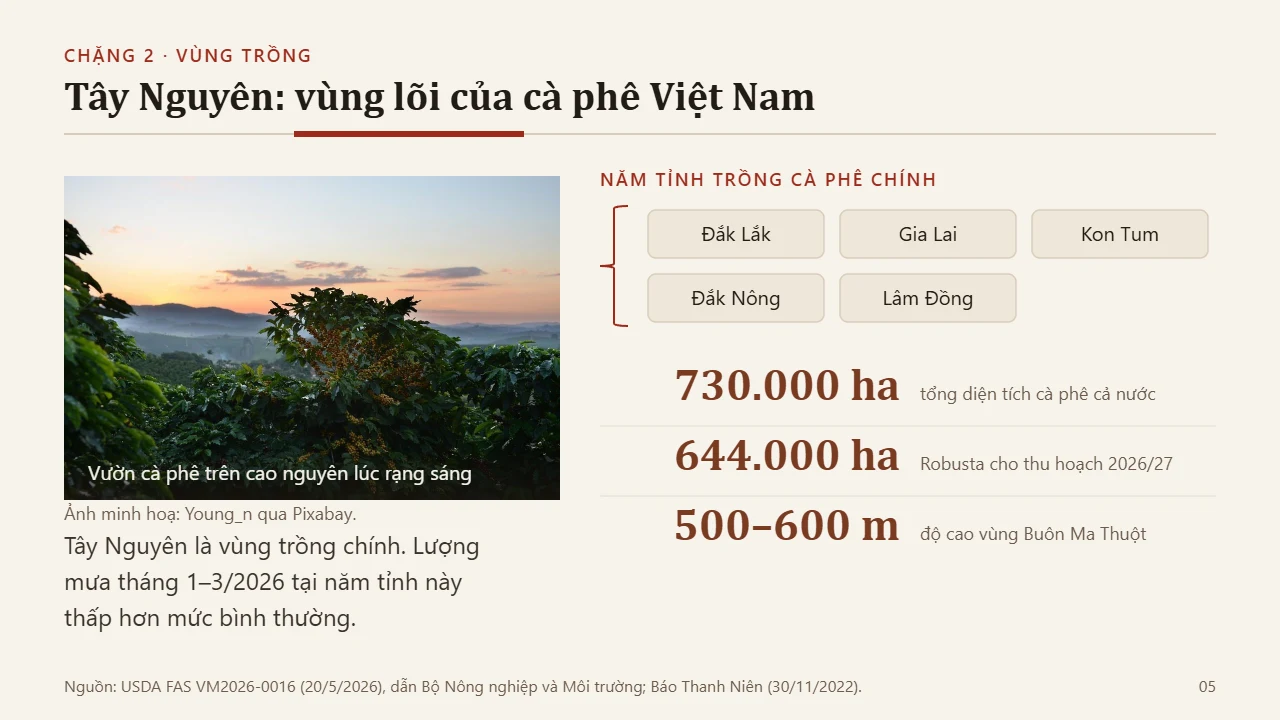 CHẶNG 2 · VÙNG TRỒNG
Tây Nguyên: vùng lõi của cà phê Việt Nam
Vườn cà phê trên cao nguyên lúc rạng sáng
Ảnh minh hoạ: Young_n qua Pixabay.
Tây Nguyên là vùng trồng chính. Lượng
mưa tháng 1–3/2026 tại năm tỉnh này
thấp hơn mức bình thường.
NĂM TỈNH TRỒNG CÀ PHÊ CHÍNH
Đắk Lắk
Gia Lai
Kon Tum
Đắk Nông
Lâm Đồng
730.000 ha tổng diện tích cà phê cả nước
644.000 ha Robusta cho thu hoạch 2026/27
500–600 m độ cao vùng Buôn Ma Thuột
Nguồn: USDA FAS VM2026-0016 (20/5/2026), dẫn Bộ Nông nghiệp và Môi trường; Báo Thanh Niên (30/11/2022).
05